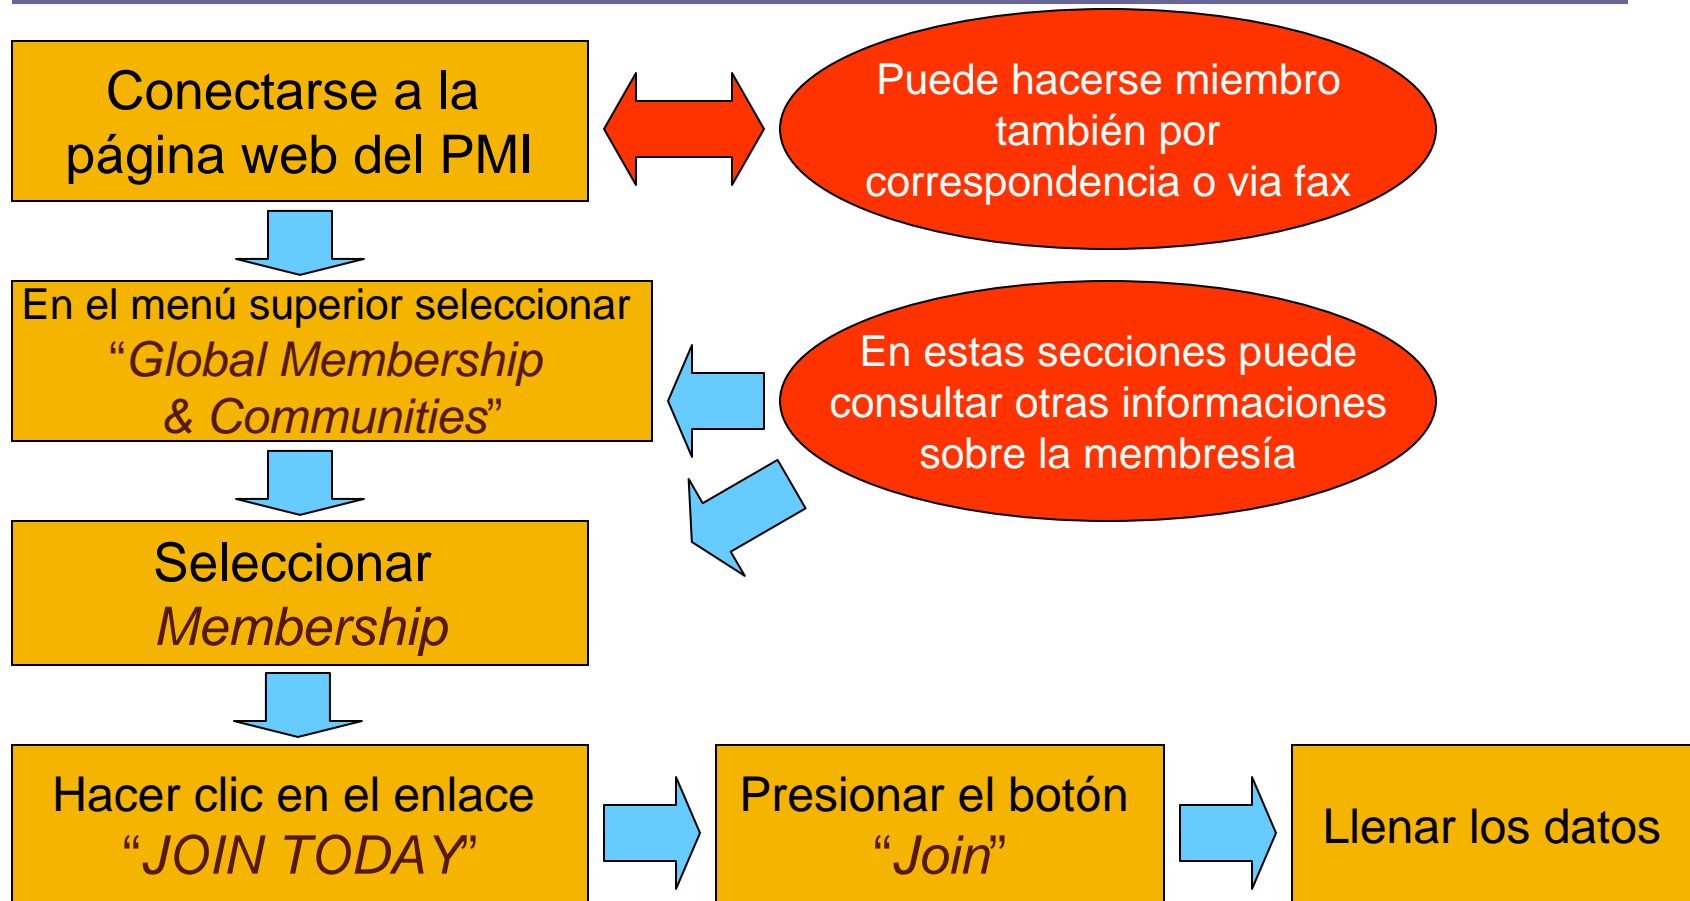 Conectarse a la
página web del PMI
Puede hacerse miembro
también por
correspondencia o via fax
En el menú superior seleccionar
“Global Membership
& Communities”
En estas secciones puede
consultar otras informaciones
sobre la membresía
Seleccionar
Membership
Hacer clic en el enlace
“JOIN TODAY”
Presionar el botón
“Join”
Llenar los datos